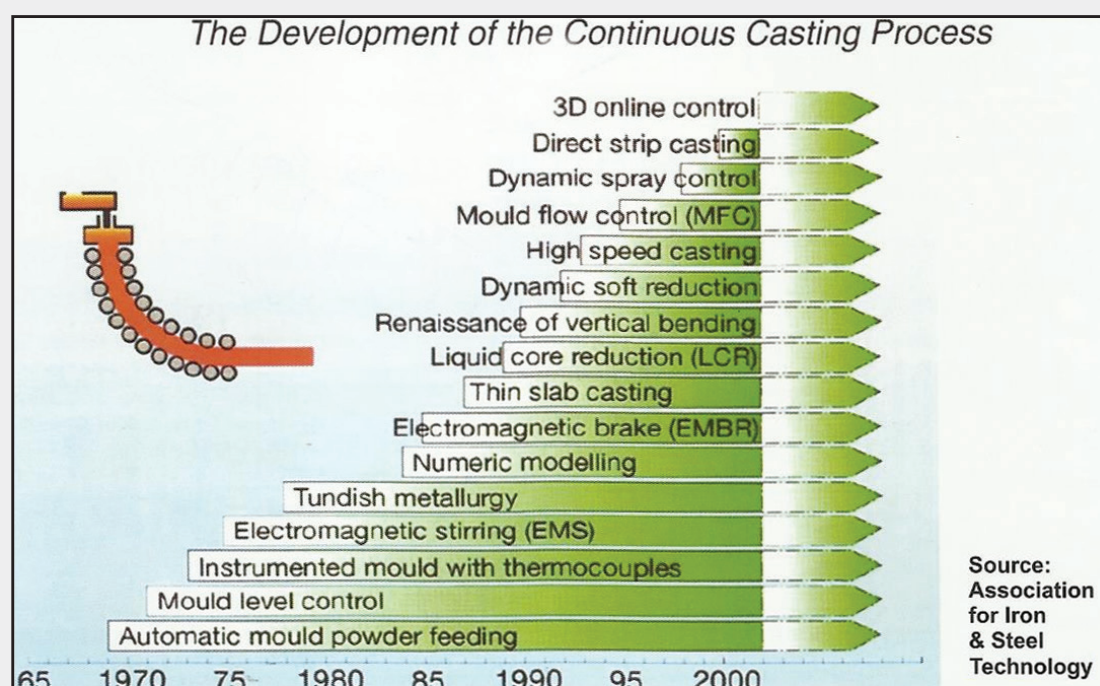 The Development of the Continuous Casting Process
3D online control
Direct strip casting
Dynamic spray control
Mould flow control (MFC)
High speed casting
Dynamic soft reduction
Renaissance of vertical bending
Liquid core reduction (LCR)
Thin slab casting
Electromagnetic brake (EMBR)
Numeric modelling
Tundish metallurgy
Electromagnetic stirring (EMS)
Instrumented mould with thermocouples
Mould level control
Automatic mould powder feeding
65 1970 75 1980 85 1990 95 2000
Source:
Association
for Iron
& Steel
Technology